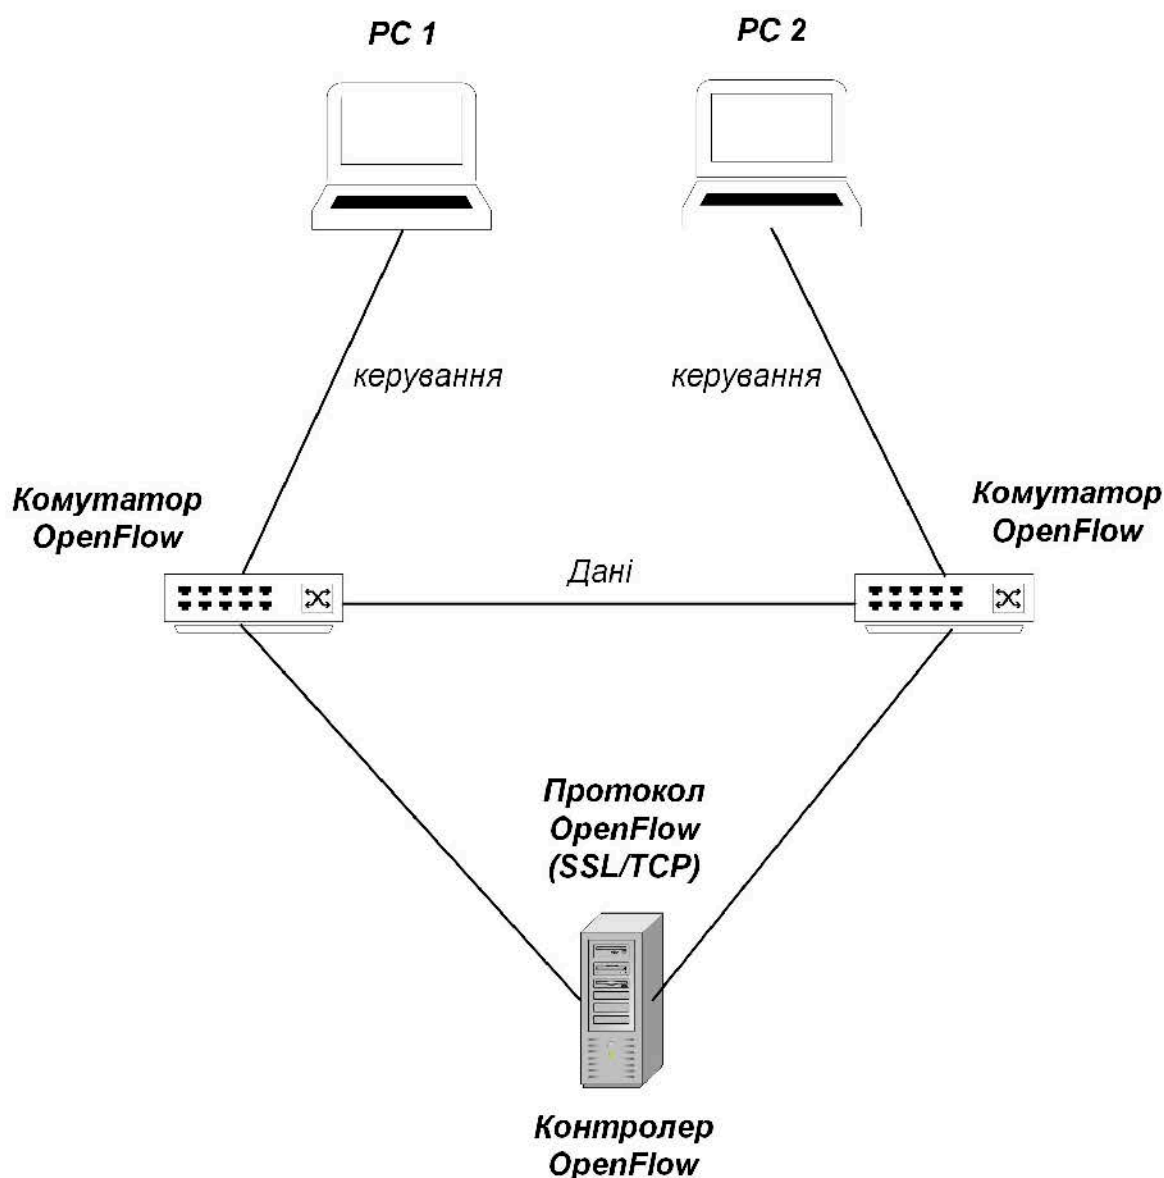 PC 1
PC 2
керування
керування
Комутатор
OpenFlow
Комутатор
OpenFlow
Дані
Протокол
OpenFlow
(SSL/TCP)
Контролер
OpenFlow